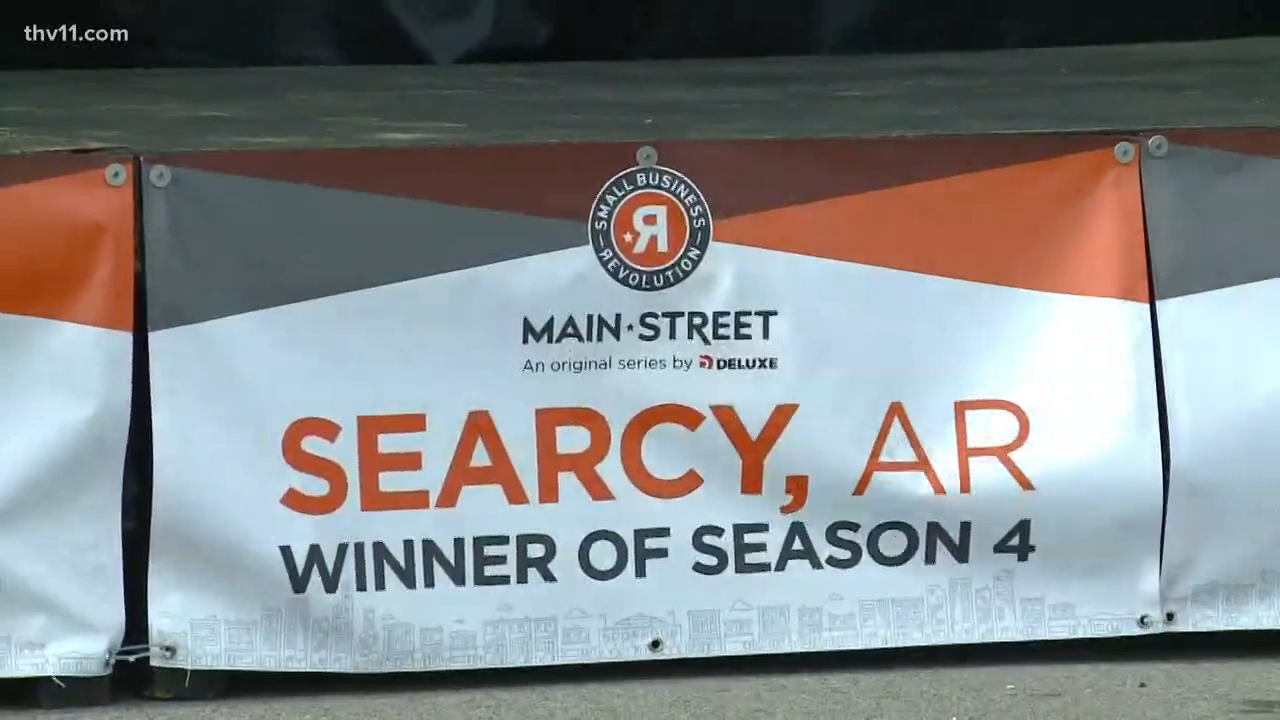 thv11.com
SMALL BUSINESS
R
REVOLUTION
MAIN★STREET
An original series by DELUXE
SEARCY, AR
WINNER OF SEASON 4